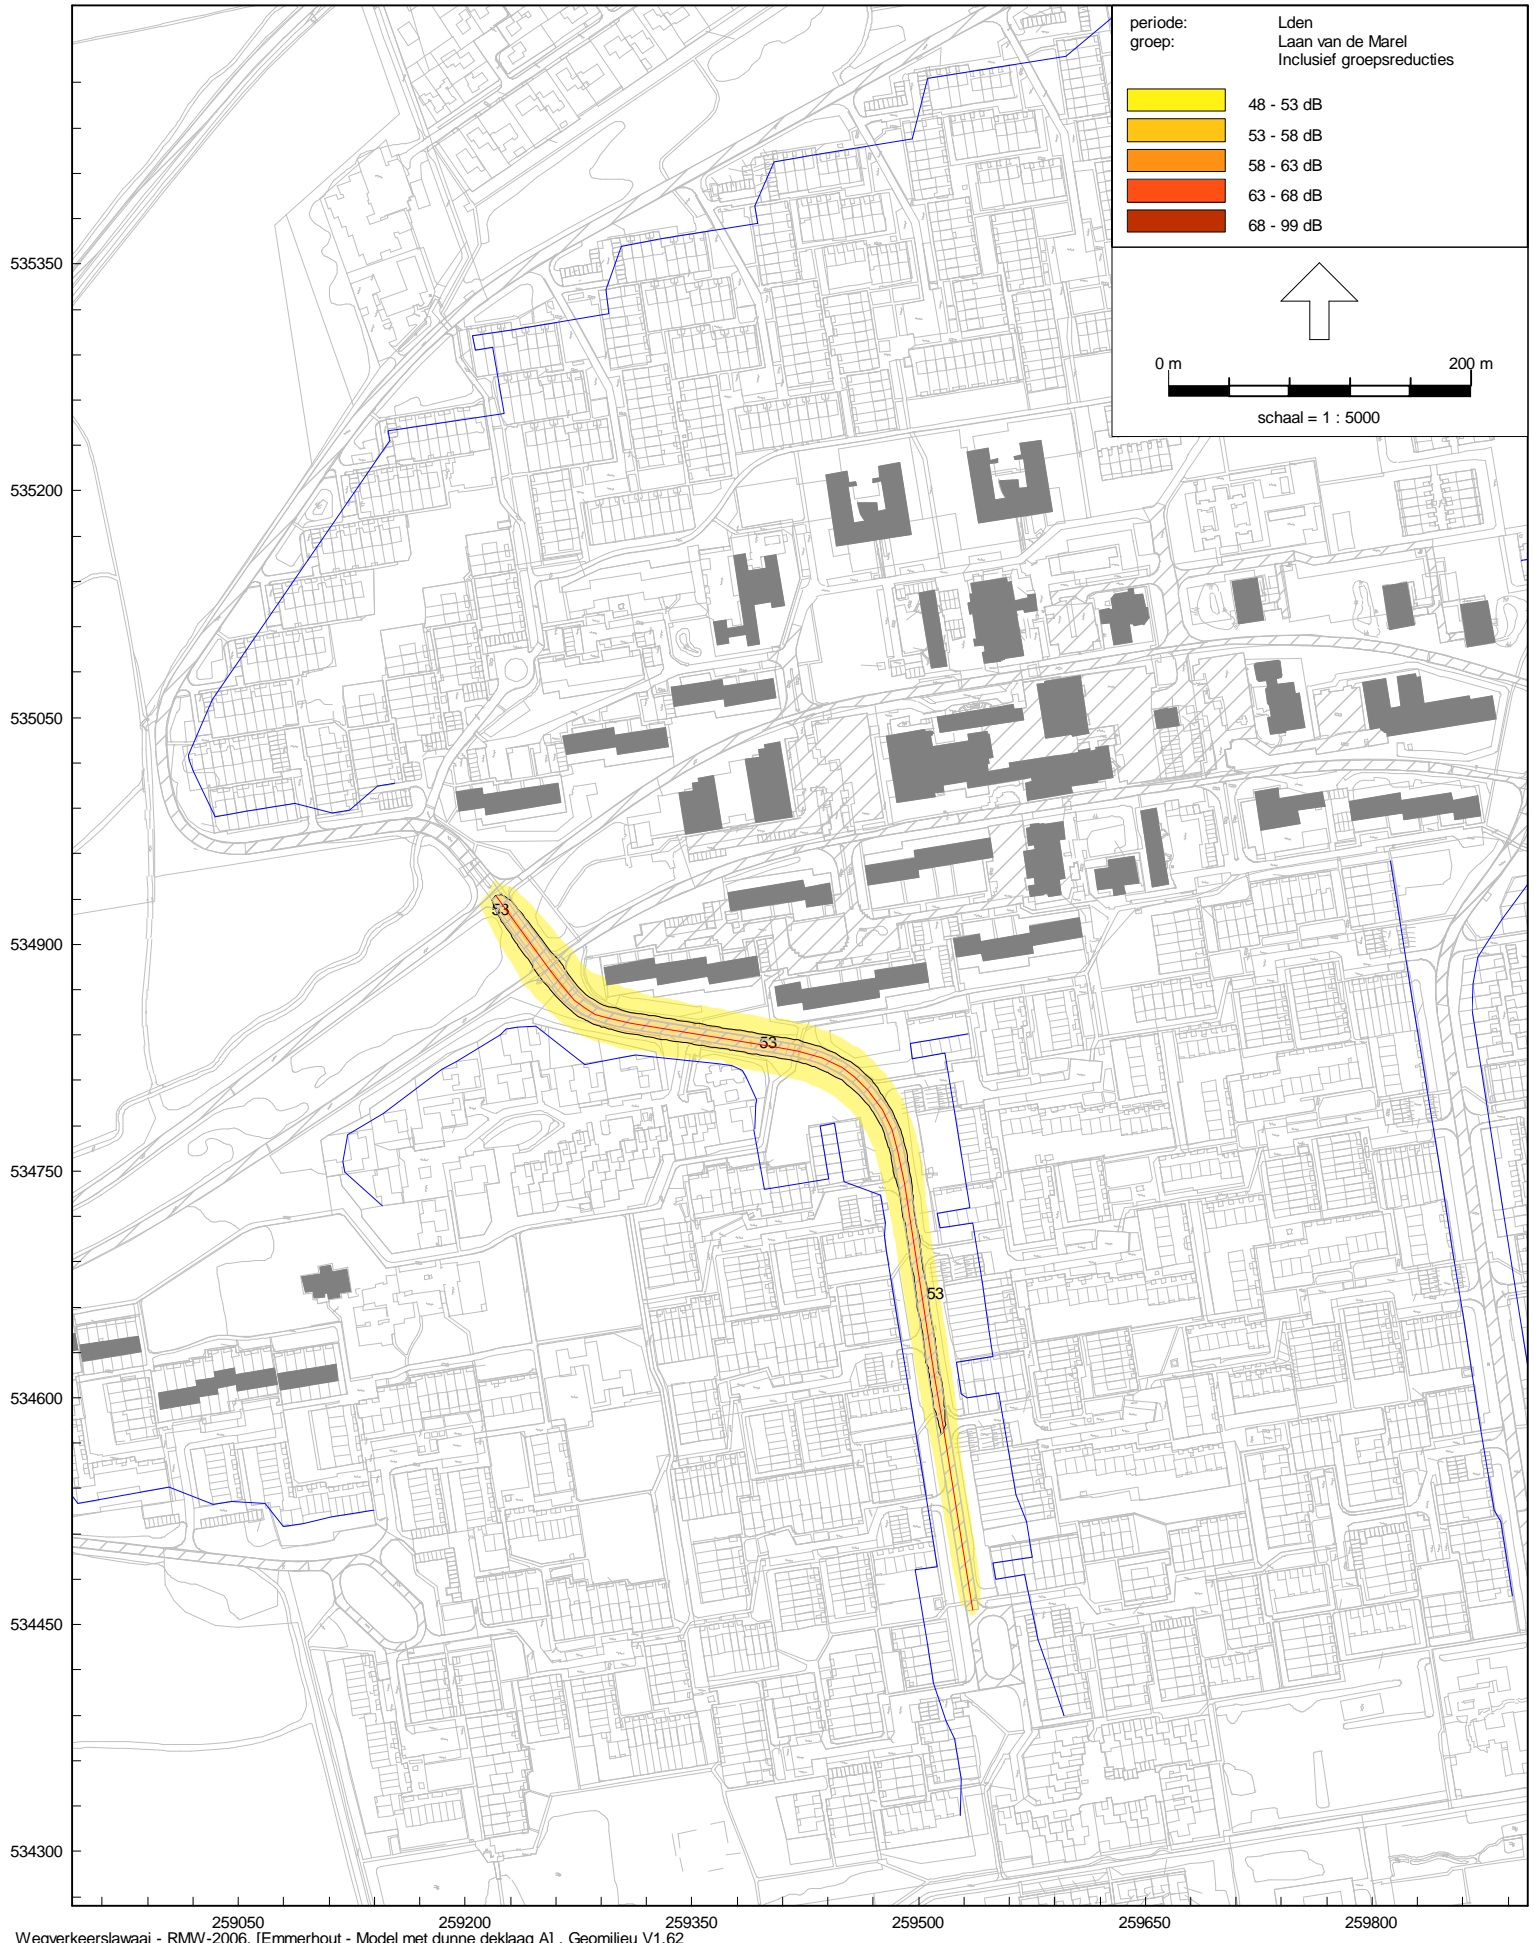 periode: Lden
groep: Laan van de Marel
Inclusief groepsreducties
48 - 53 dB
53 - 58 dB
58 - 63 dB
63 - 68 dB
68 - 99 dB
0 m 200 m
schaal = 1 : 5000
535350
535200
535050
534900
534750
534600
534450
534300
53
53
53
259050 259200 259350 259500 259650 259800
Wegverkeerslawaai - RMW-2006, [Emmerhout - Model met dunne deklaag A] , Geomilieu V1.62